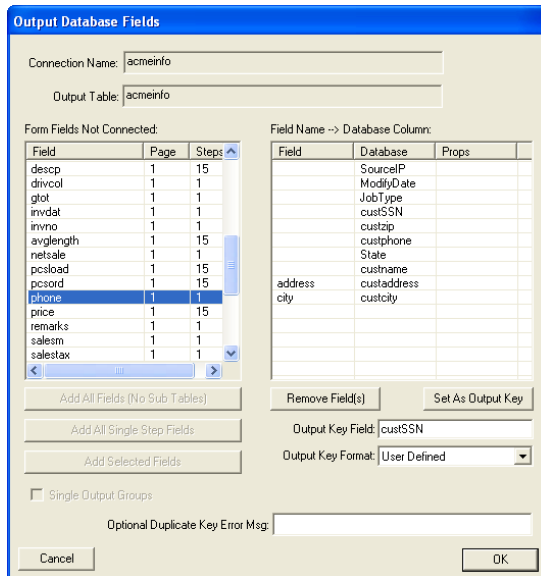 Output Database Fields
Connection Name: acmeinfo
Output Table: acmeinfo
Form Fields Not Connected:
Field Page Steps
descp 1 15
drivcol 1 1
gtot 1 1
invdat 1 1
invno 1 1
avglength 1 15
netsale 1 1
pcsload 1 15
pcsord 1 15
phone 1 1
price 1 15
remarks 1 1
salesm 1 1
salestax 1 1
Add All Fields (No Sub Tables)
Add All Single Step Fields
Add Selected Fields
Single Output Groups
Field Name --> Database Column:
Field Database Props
SourceIP
ModifyDate
JobType
custSSN
custzip
custphone
State
custname
address custaddress
city custcity
Remove Field(s) Set As Output Key
Output Key Field: custSSN
Output Key Format: User Defined
Optional Duplicate Key Error Msg:
Cancel OK